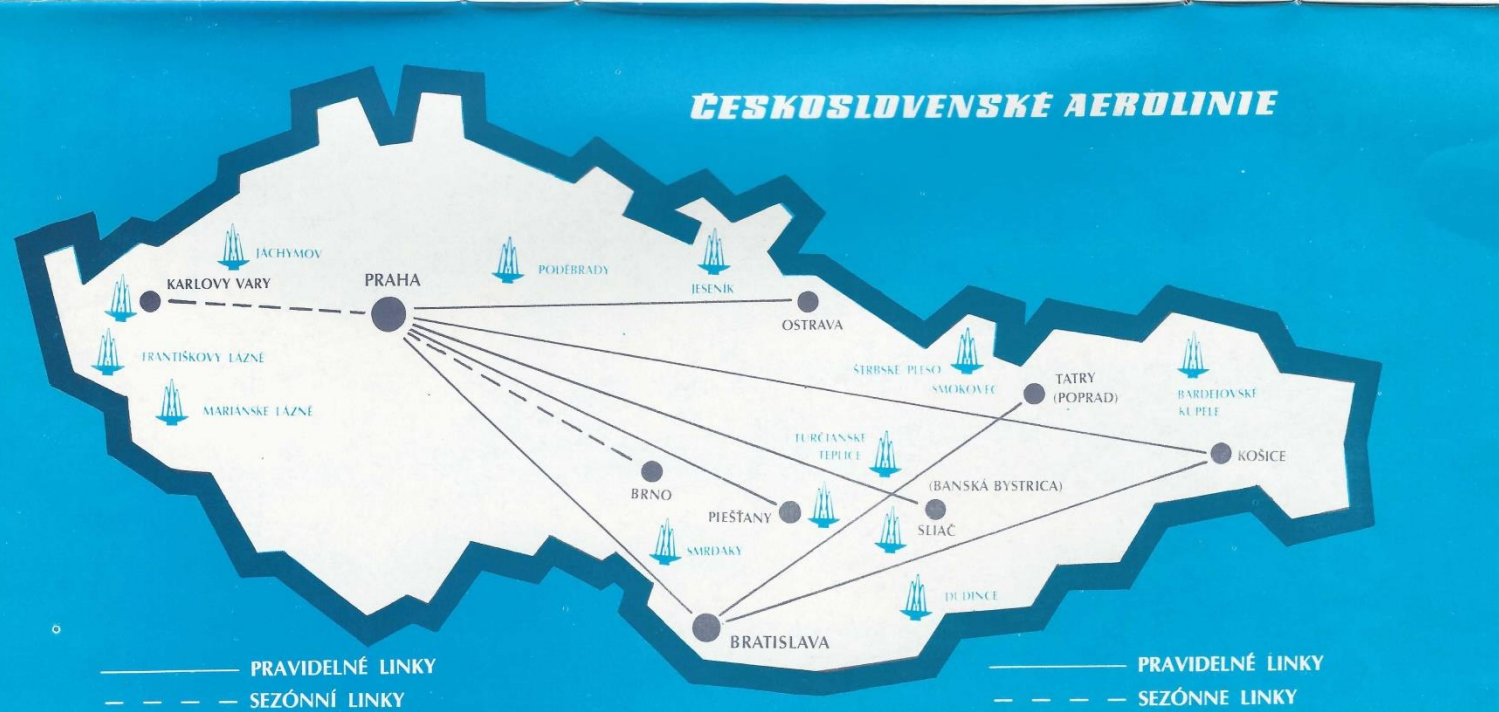 ČESKOSLOVENSKÉ AEROLINIE
JÁCHYMOV
KARLOVY VARY
PRAHA
PODĚBRADY
JESENÍK
OSTRAVA
FRANTIŠKOVY LÁZNĚ
MARIÁNSKÉ LÁZNĚ
ŠTRBSKÉ PLESO
SMOKOVEC
TATRY
(POPRAD)
BARDEJOVSKÉ
KÚPELE
TURČIANSKE
TEPLICE
KOŠICE
BRNO
PIEŠŤANY
(BANSKÁ BYSTRICA)
SLIAČ
SMRDÁKY
DUDINCE
BRATISLAVA
PRAVIDELNÉ LINKY
SEZÓNNÍ LINKY
PRAVIDELNÉ LINKY
SEZÓNNE LINKY